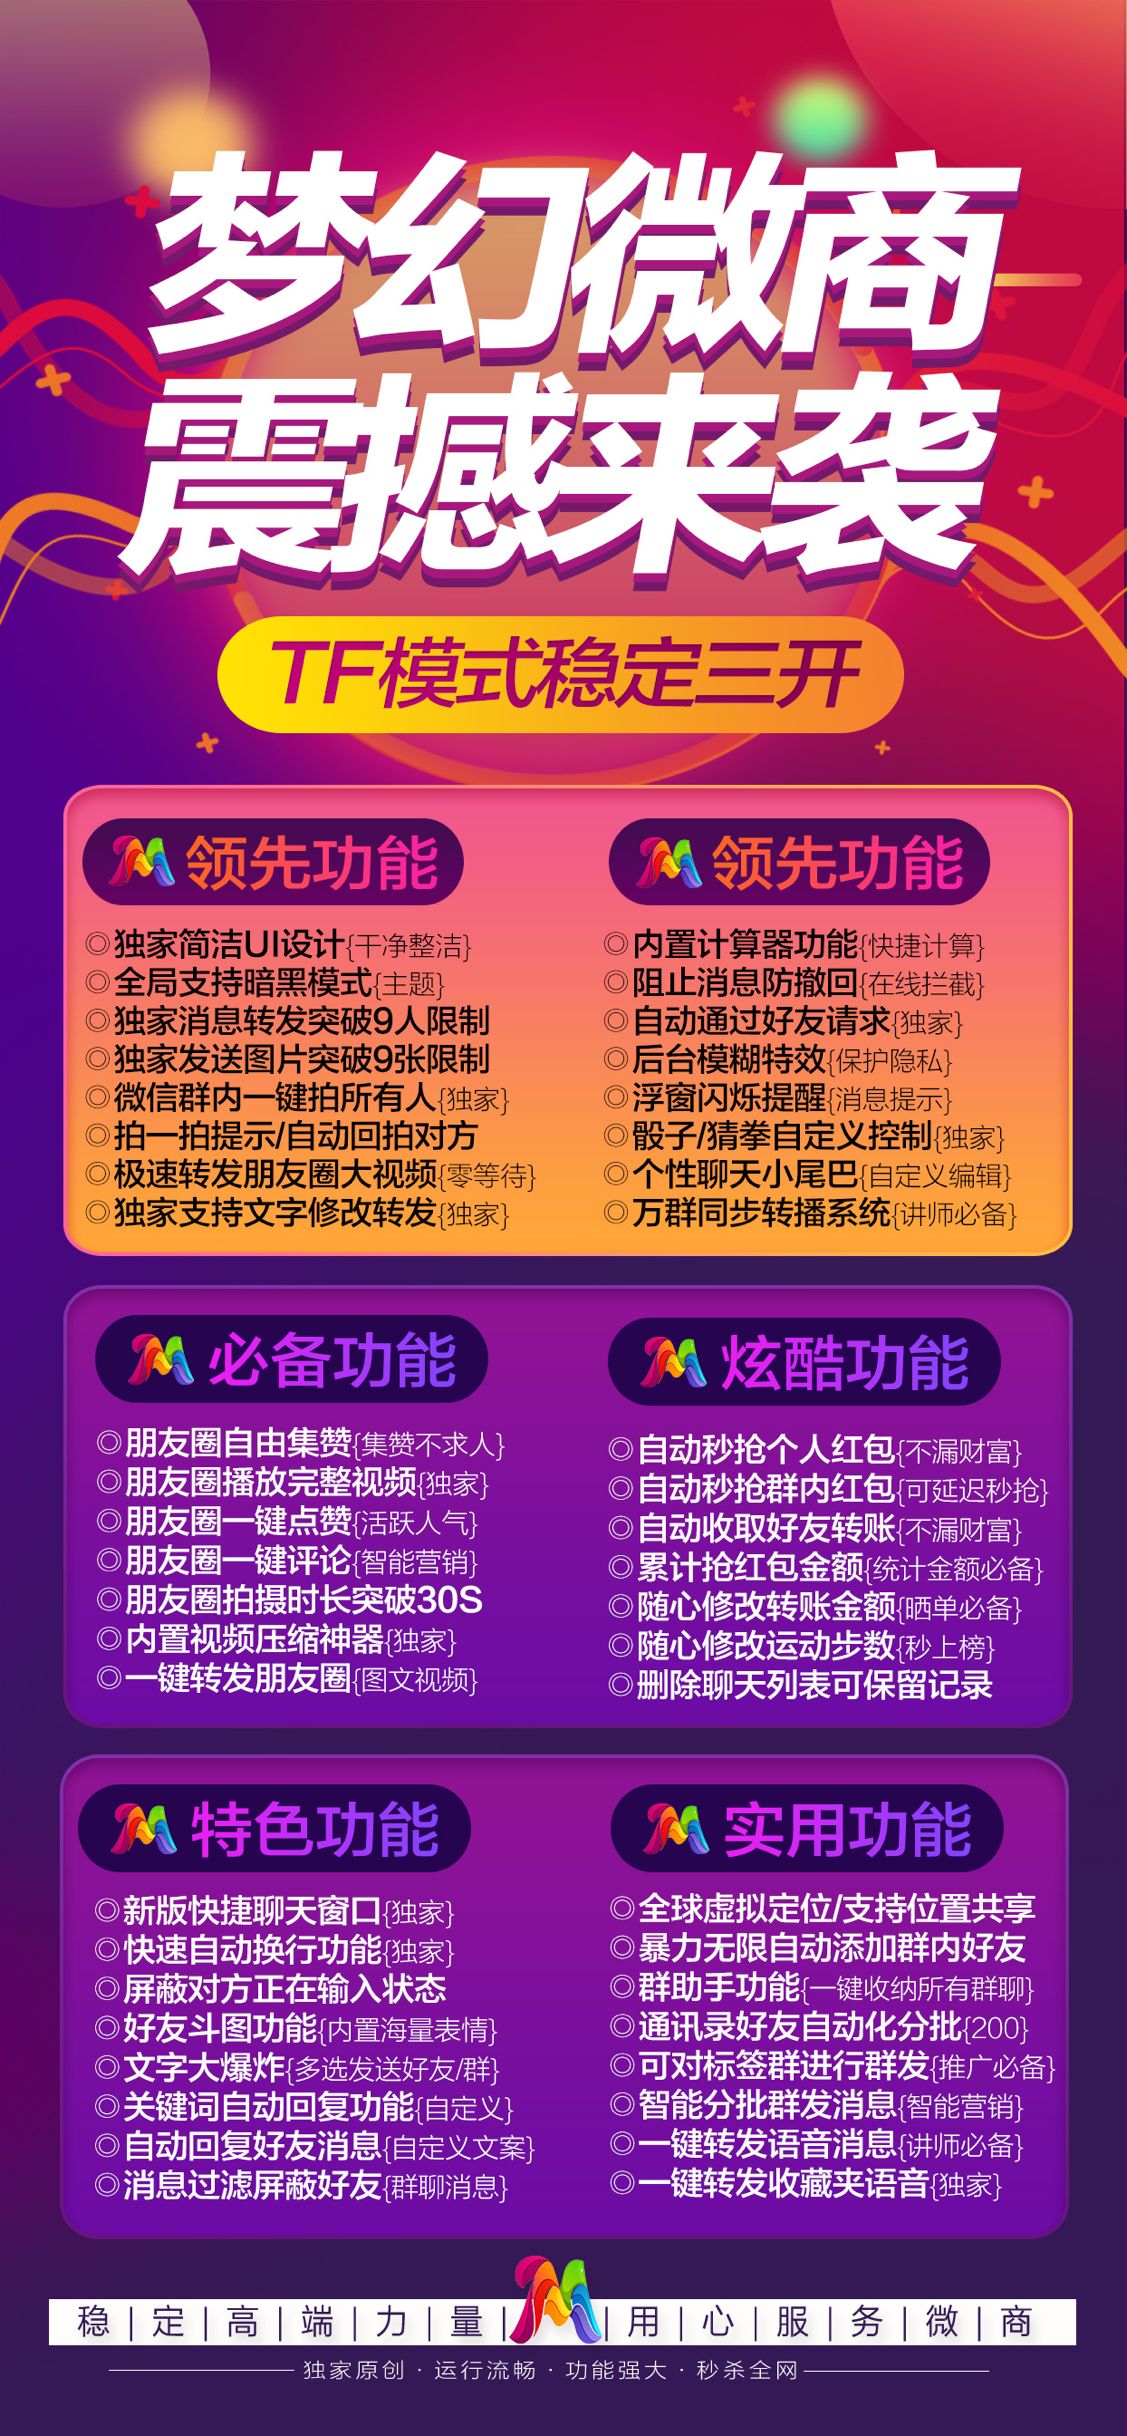 梦幻微商
震撼来袭
TF模式稳定三开
领先功能
◎独家简洁UI设计{干净整洁}
◎全局支持暗黑模式{主题}
◎独家消息转发突破9人限制
◎独家发送图片突破9张限制
◎微信群内一键拍所有人{独家}
◎拍一拍提示/自动回拍对方
◎极速转发朋友圈大视频{零等待}
◎独家支持文字修改转发{独家}
领先功能
◎内置计算器功能{快捷计算}
◎阻止消息防撤回{在线拦截}
◎自动通过好友请求{独家}
◎后台模糊特效{保护隐私}
◎浮窗闪烁提醒{消息提示}
◎骰子/猜拳自定义控制{独家}
◎个性聊天小尾巴{自定义编辑}
◎万群同步转播系统{讲师必备}
必备功能
◎朋友圈自由集赞{集赞不求人}
◎朋友圈播放完整视频{独家}
◎朋友圈一键点赞{活跃人气}
◎朋友圈一键评论{智能营销}
◎朋友圈拍摄时长突破30S
◎内置视频压缩神器{独家}
◎一键转发朋友圈{图文视频}
炫酷功能
◎自动秒抢个人红包{不漏财富}
◎自动秒抢群内红包{可延迟秒抢}
◎自动收取好友转账{不漏财富}
◎累计抢红包金额{统计金额必备}
◎随心修改转账金额{晒单必备}
◎随心修改运动步数{秒上榜}
◎删除聊天列表可保留记录
特色功能
◎新版快捷聊天窗口{独家}
◎快速自动换行功能{独家}
◎屏蔽对方正在输入状态
◎好友斗图功能{内置海量表情}
◎文字大爆炸{多选发送好友/群}
◎关键词自动回复功能{自定义}
◎自动回复好友消息{自定义文案}
◎消息过滤屏蔽好友{群聊消息}
实用功能
◎全球虚拟定位/支持位置共享
◎暴力无限自动添加群内好友
◎群助手功能{一键收纳所有群聊}
◎通讯录好友自动化分批{200}
◎可对标签群进行群发{推广必备}
◎智能分批群发消息{智能营销}
◎一键转发语音消息{讲师必备}
◎一键转发收藏夹语音{独家}
稳|定|高|端|力|量| |用|心|服|务|微|商
独家原创 · 运行流畅 · 功能强大 · 秒杀全网